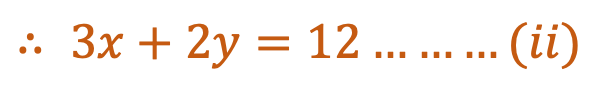 ∴ 3x + 2y = 12 … … … (ii)